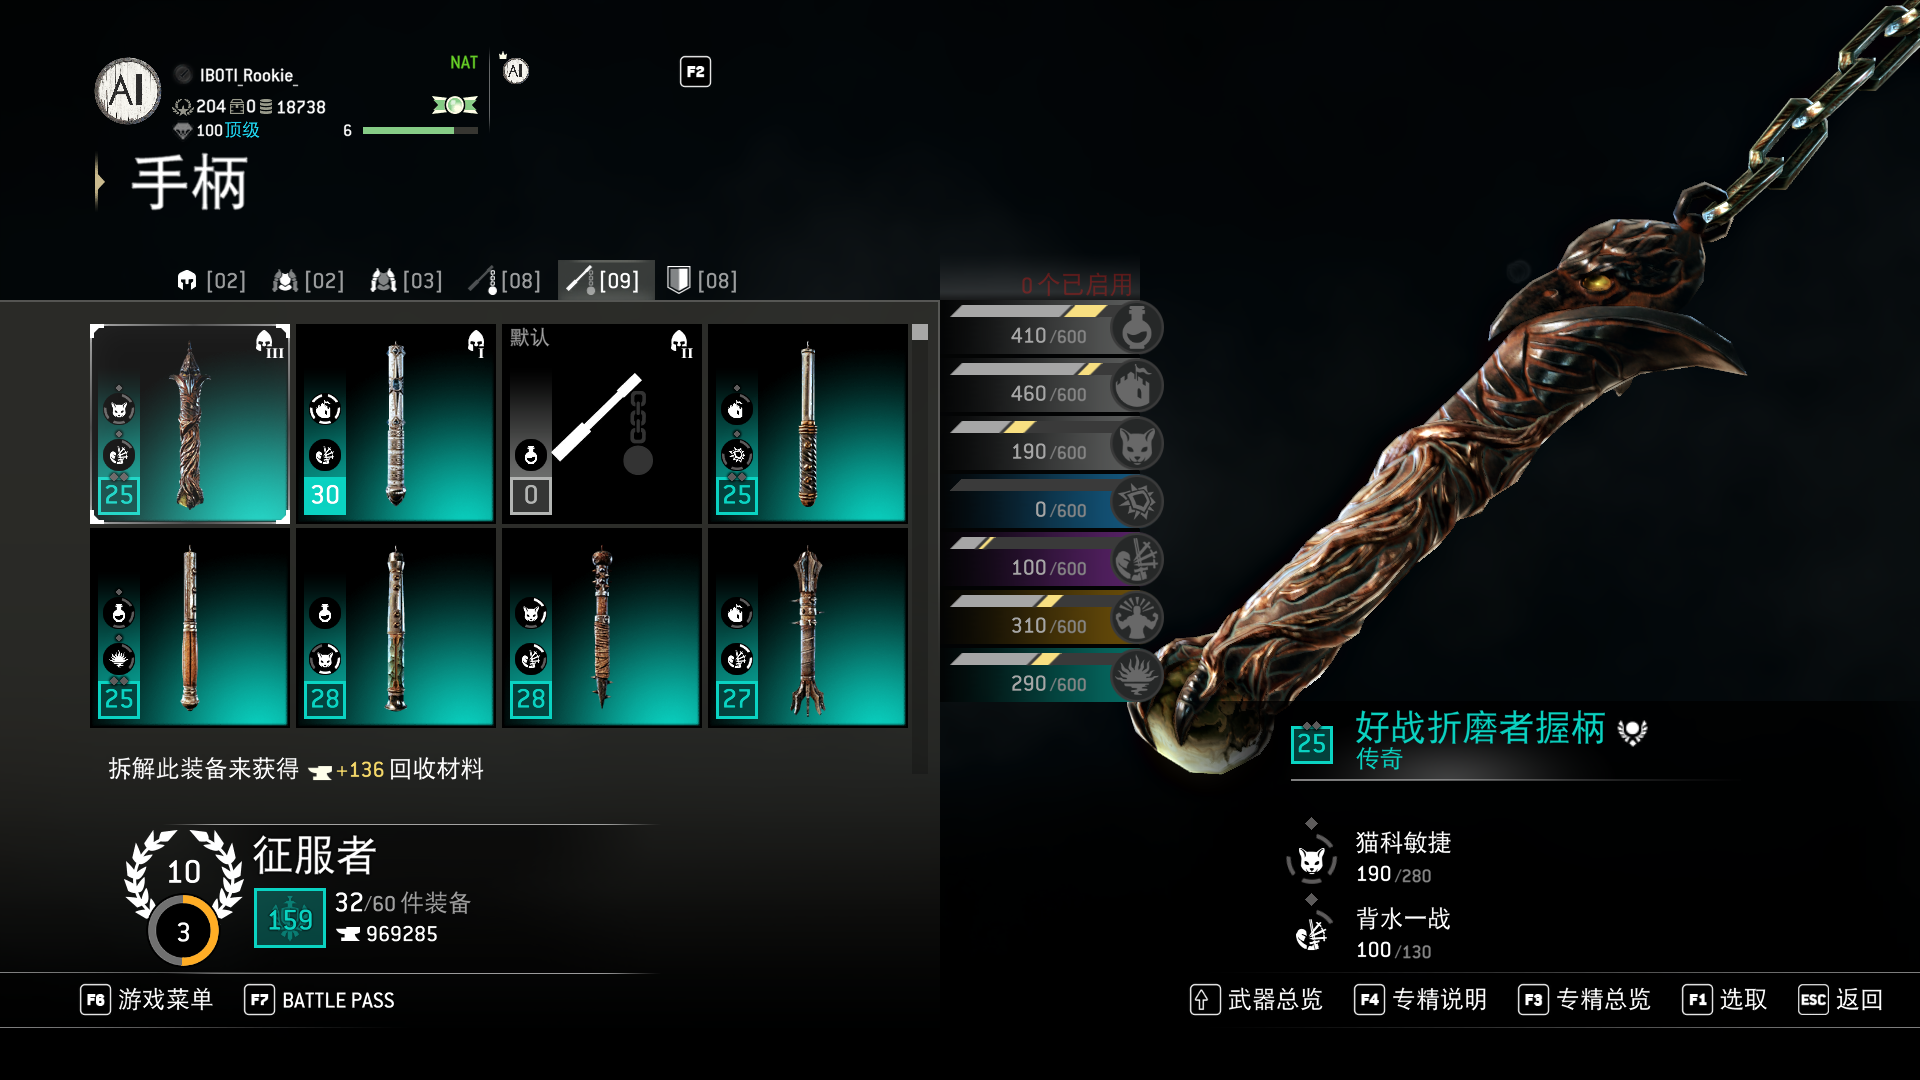 AI
IBOTI_Rookie_
NAT
AI
F2
204 0 18738
100顶级
6
手柄
[02] [02] [03] [08] [09] [08]
III
25
I
30
默认
II
0
25
25
28
28
27
0个已启用
410/600
460/600
190/600
0/600
100/600
310/600
290/600
拆解此装备来获得 +136 回收材料
10
3
征服者
159
32/60 件装备
969285
25
好战折磨者握柄
传奇
猫科敏捷
190/280
背水一战
100/130
F6 游戏菜单 F7 BATTLE PASS
武器总览 F4 专精说明 F3 专精总览 F1 选取 ESC 返回